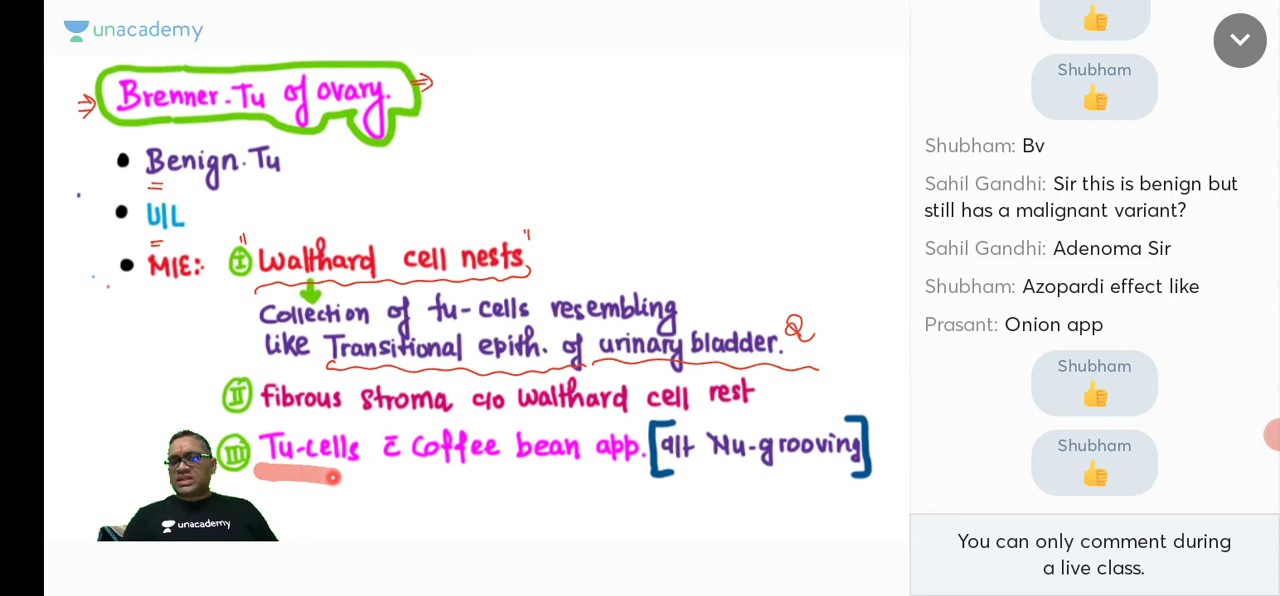 unacademy
Brenner-Tu of ovary.
• Benign.Tu
• U/L
• M/E:- I "Walthard cell nests"
Collection of tu-cells resembling
like Transitional epith. of urinary bladder. Q
II fibrous stroma c/o walthard cell rest
III Tu-cells c̄ Coffee bean app. [a/t Nu-grooving]
unacademy
Shubham
👍
Shubham: Bv
Sahil Gandhi: Sir this is benign but
still has a malignant variant?
Sahil Gandhi: Adenoma Sir
Shubham: Azopardi effect like
Prasant: Onion app
Shubham
👍
Shubham
👍
You can only comment during
a live class.